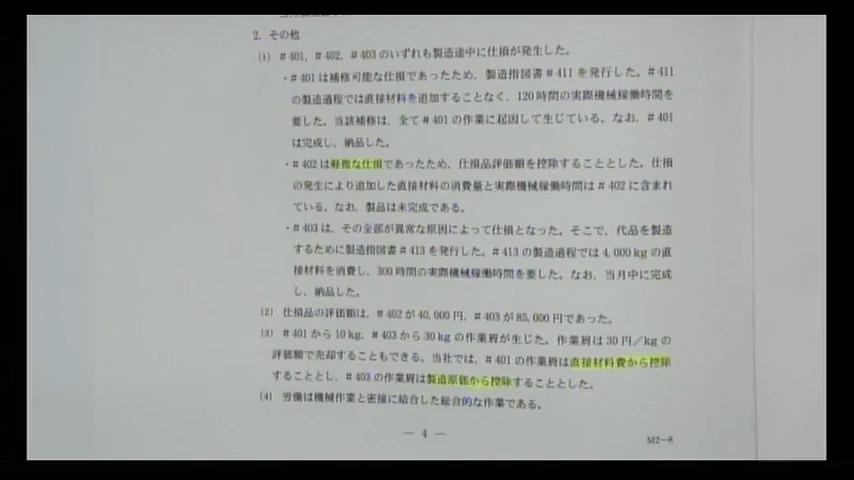 2. その他
(1) #401,#402,#403のいずれも製造途中に仕損が発生した。
・#401は補修可能な仕損であったため、製造指図書#411を発行した。#411
の製造過程では直接材料を追加することなく、120時間の実際機械稼働時間を
要した。当該補修は、全て#401の作業に起因して生じている。なお、#401
は完成し、納品した。
・#402は軽微な仕損であったため、仕損品評価額を控除することとした。仕損
の発生により追加した直接材料の消費量と実際機械稼働時間は#402に含まれ
ている。なお、製品は未完成である。
・#403は、その全部が異常な原因によって仕損となった。そこで、代品を製造
するために製造指図書#413を発行した。#413の製造過程では4,000kgの直
接材料を消費し、300時間の実際機械稼働時間を要した。なお、当月中に完成
し、納品した。
(2) 仕損品の評価額は、#402が40,000円、#403が85,000円であった。
(3) #401から10kg、#403から30kgの作業屑が生じた。作業屑は30円/kgの
評価額で売却することもできる。当社では、#401の作業屑は直接材料費から控除
することとし、#403の作業屑は製造原価から控除することとした。
(4) 労働は機械作業と密接に結合した総合的な作業である。
— 4 —
M2-8